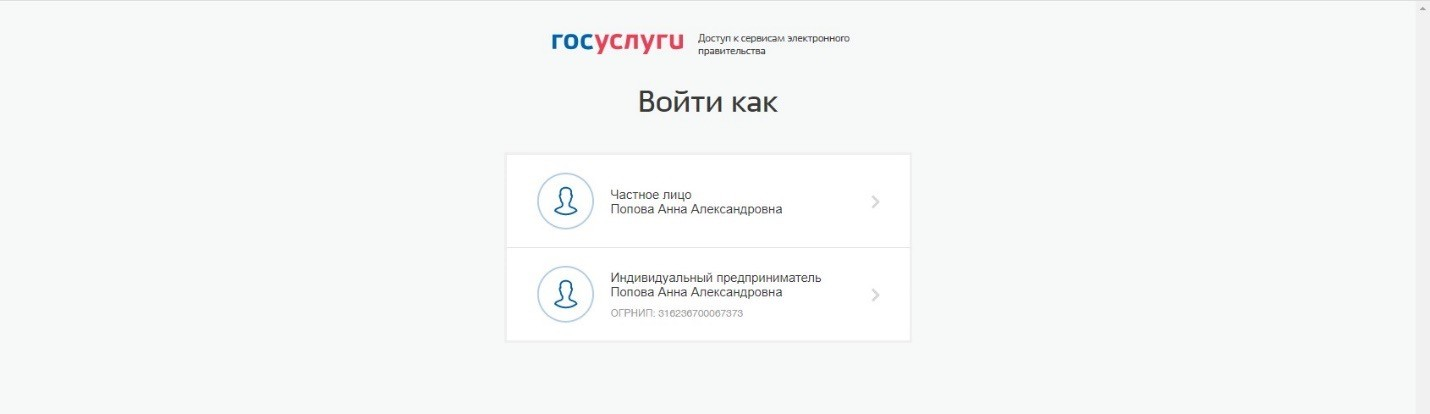 госуслуги
Доступ к сервисам электронного
правительства
Войти как
Частное лицо
Попова Анна Александровна
Индивидуальный предприниматель
Попова Анна Александровна
ОГРНИП: 316236700067373